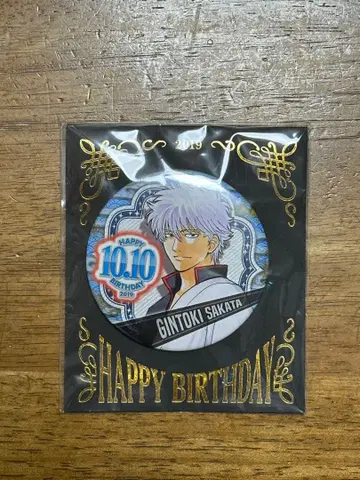 2019
HAPPY
10.10
BIRTHDAY
2019
GINTOKI SAKATA
HAPPY BIRTHDAY